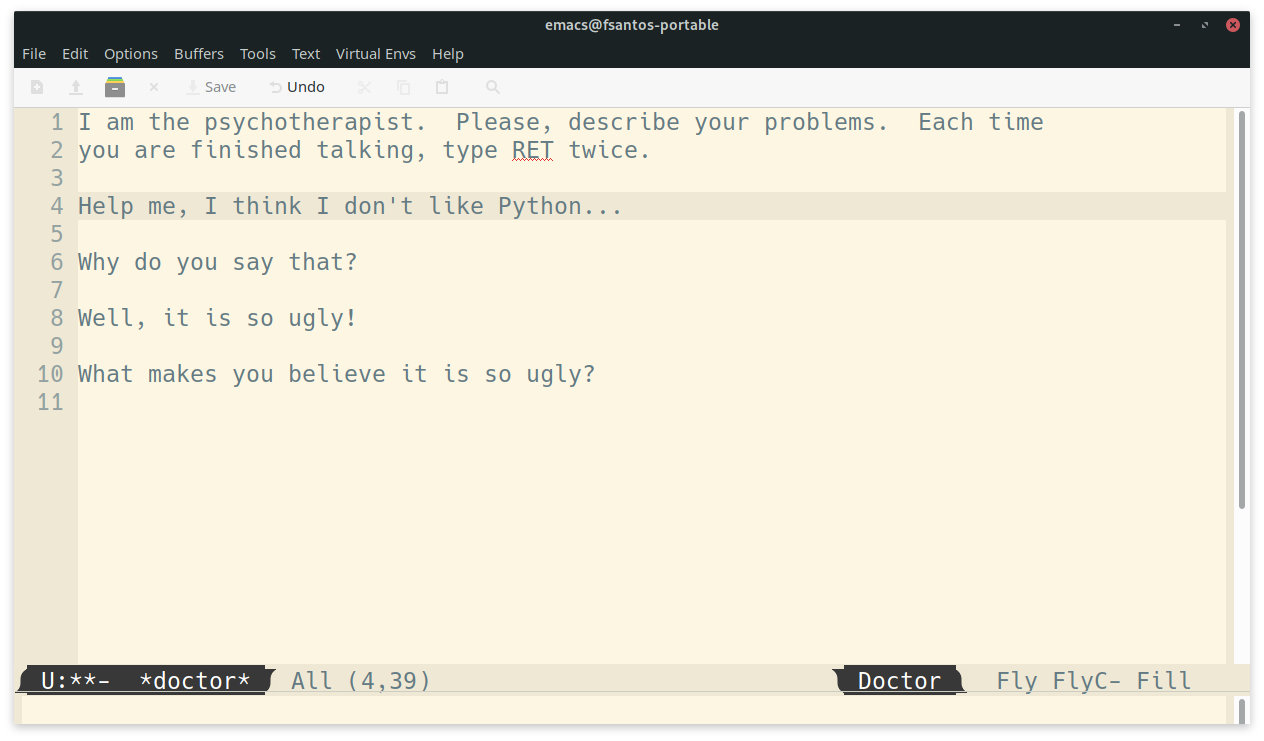 emacs@fsantos-portable
File Edit Options Buffers Tools Text Virtual Envs Help
Save Undo
1 I am the psychotherapist.  Please, describe your problems.  Each time
2 you are finished talking, type RET twice.
3
4 Help me, I think I don't like Python...
5
6 Why do you say that?
7
8 Well, it is so ugly!
9
10 What makes you believe it is so ugly?
11
U:**-  *doctor* All (4,39) Doctor Fly FlyC- Fill